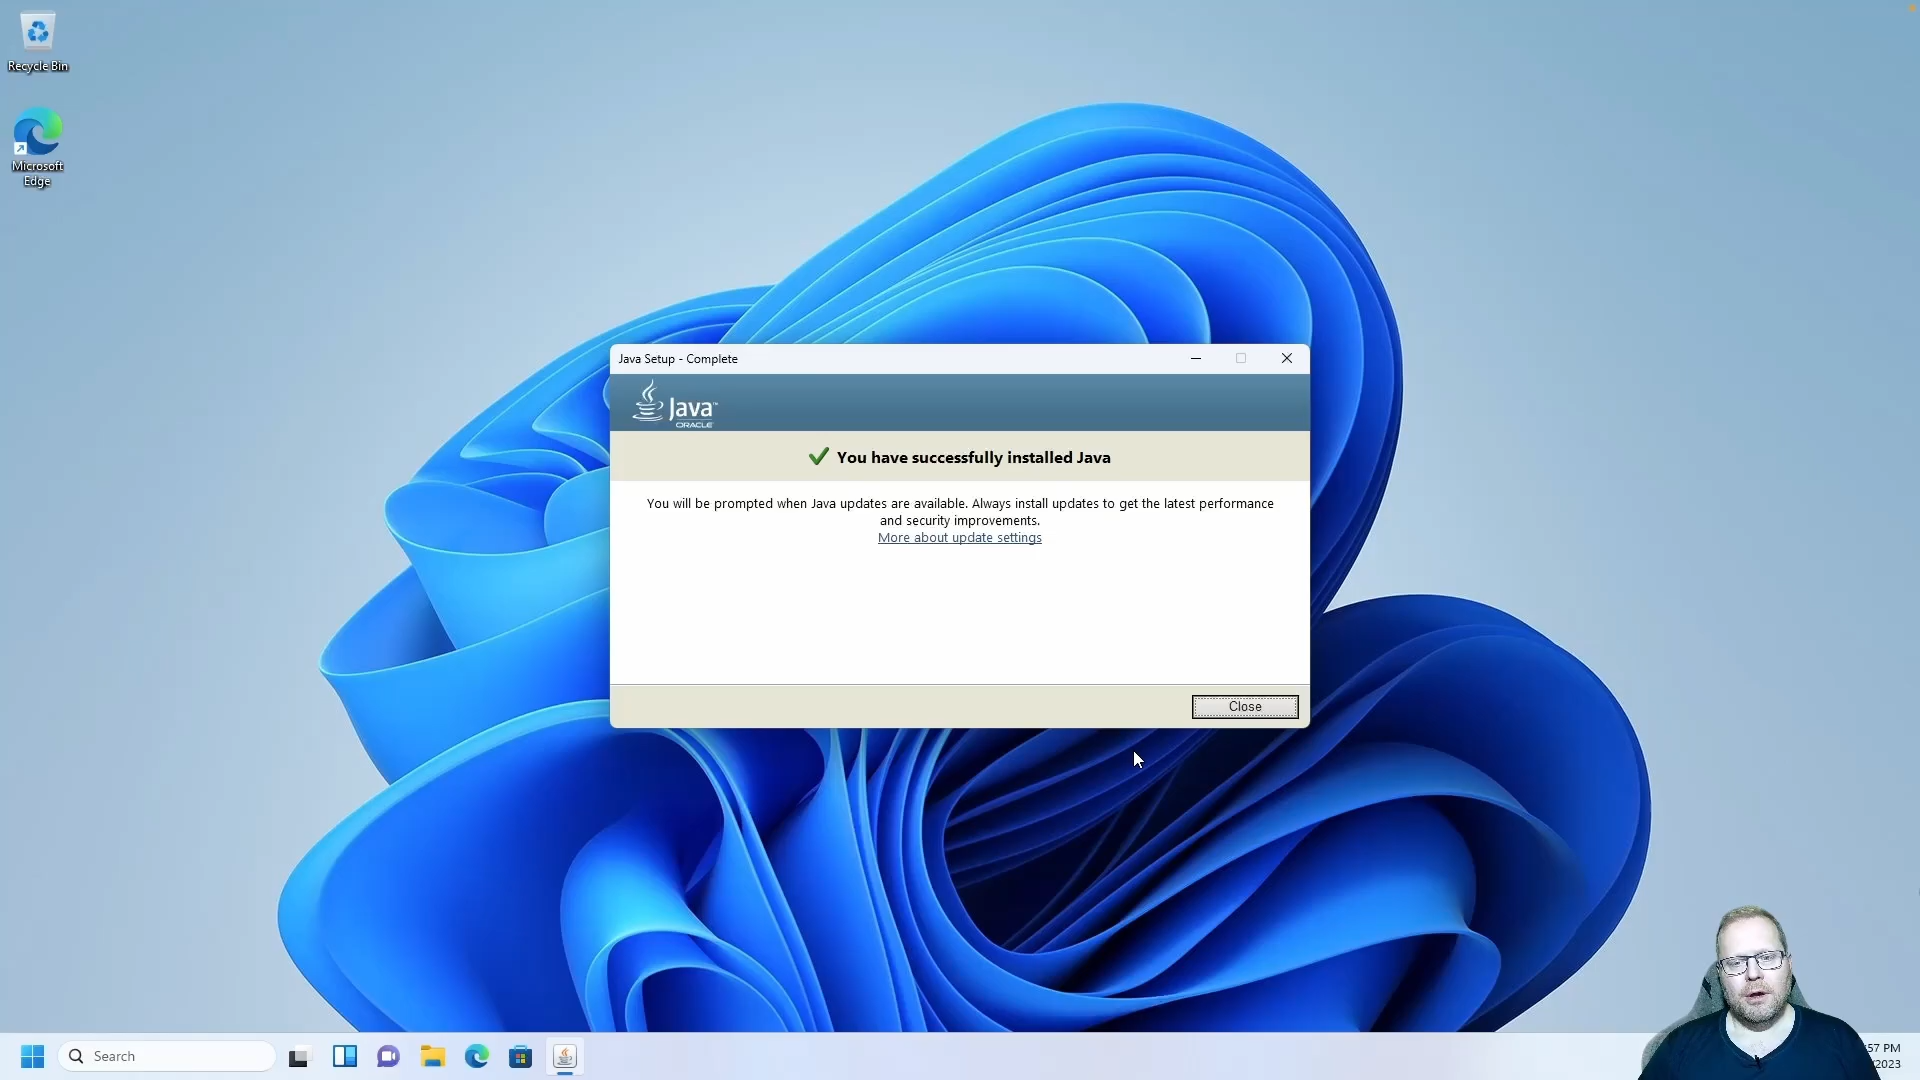 Recycle Bin
Microsoft
Edge
Java Setup - Complete
Java™
ORACLE
You have successfully installed Java
You will be prompted when Java updates are available. Always install updates to get the latest performance
and security improvements.
More about update settings
Close
Search
57 PM
2023